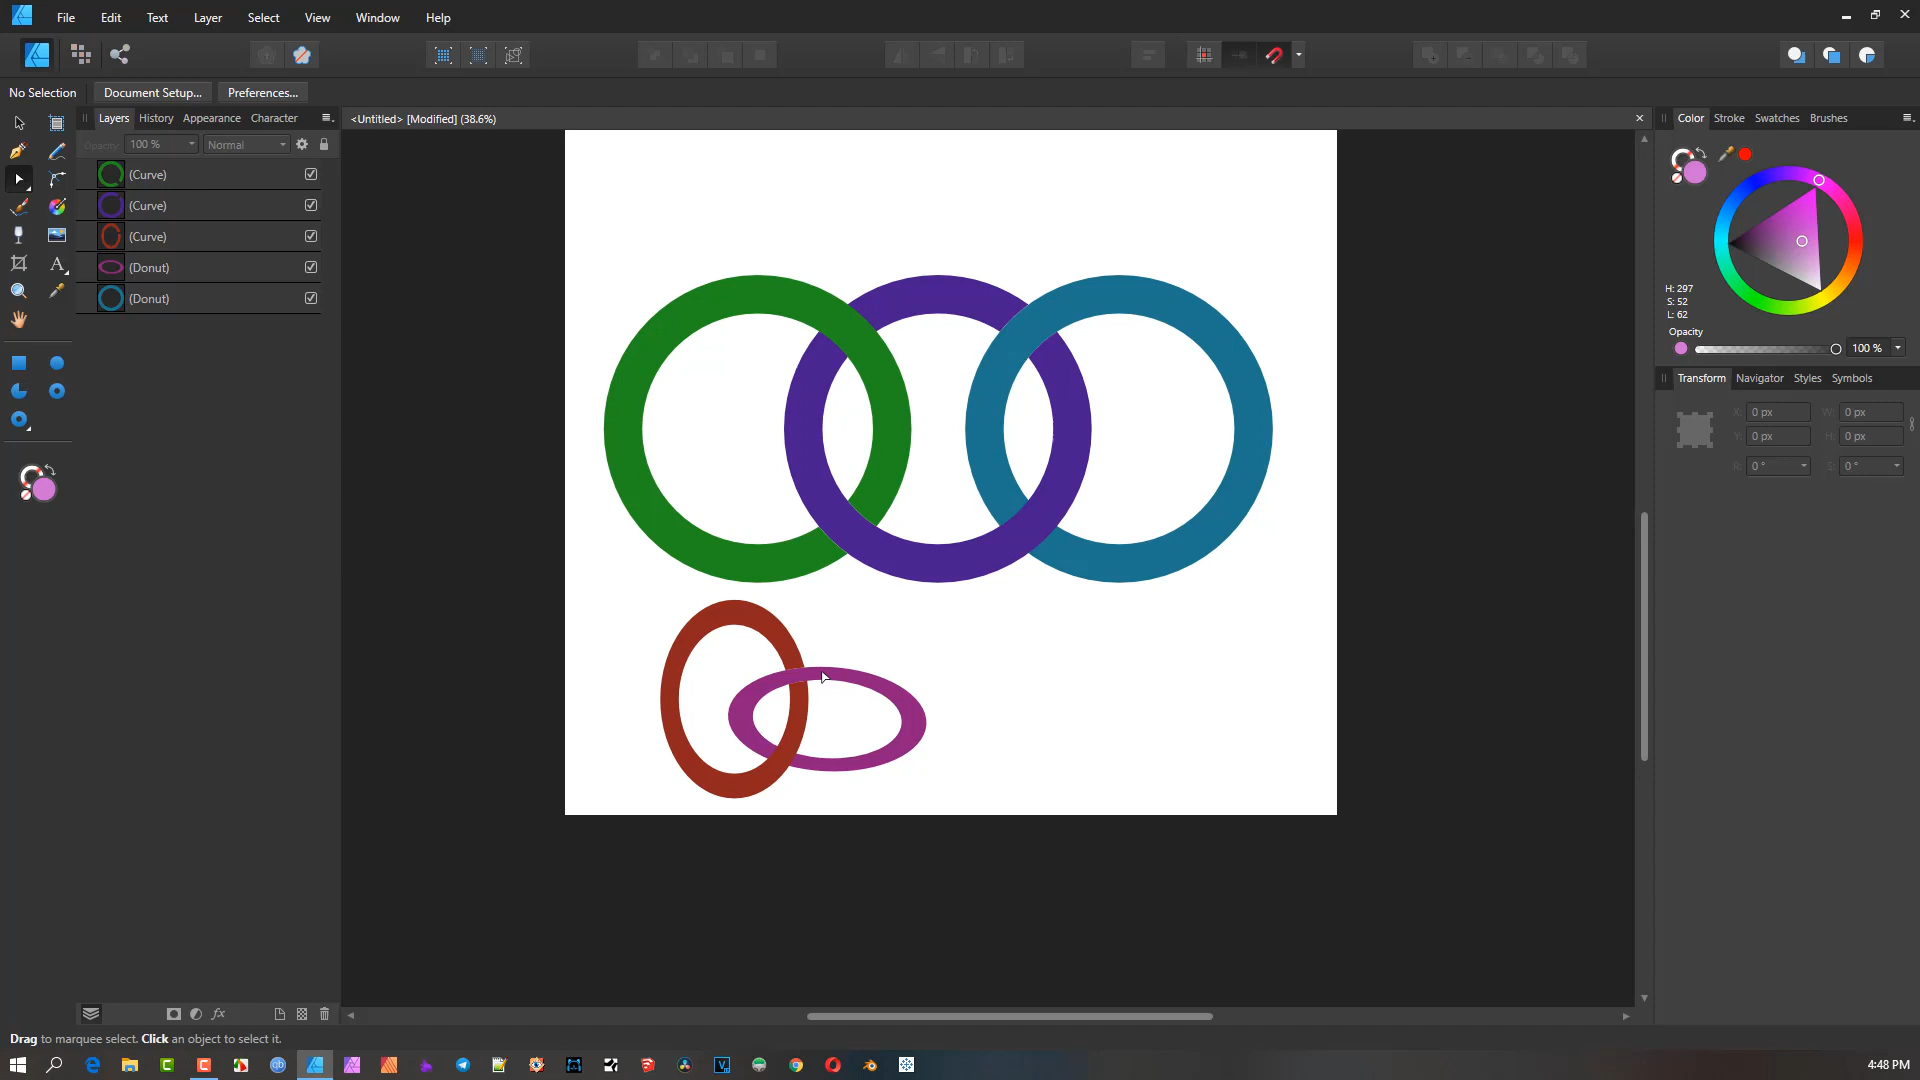 File Edit Text Layer Select View Window Help
No Selection Document Setup... Preferences...
Layers History Appearance Character
<Untitled> [Modified] (38.6%)
Color Stroke Swatches Brushes
Opacity: 100 % Normal
(Curve)
(Curve)
(Curve)
(Donut)
(Donut)
H: 297
S: 52
L: 62
Opacity
100 %
Transform Navigator Styles Symbols
X: 0 px W: 0 px
Y: 0 px H: 0 px
R: 0 ° S: 0 °
fx
Drag to marquee select. Click an object to select it.
4:48 PM